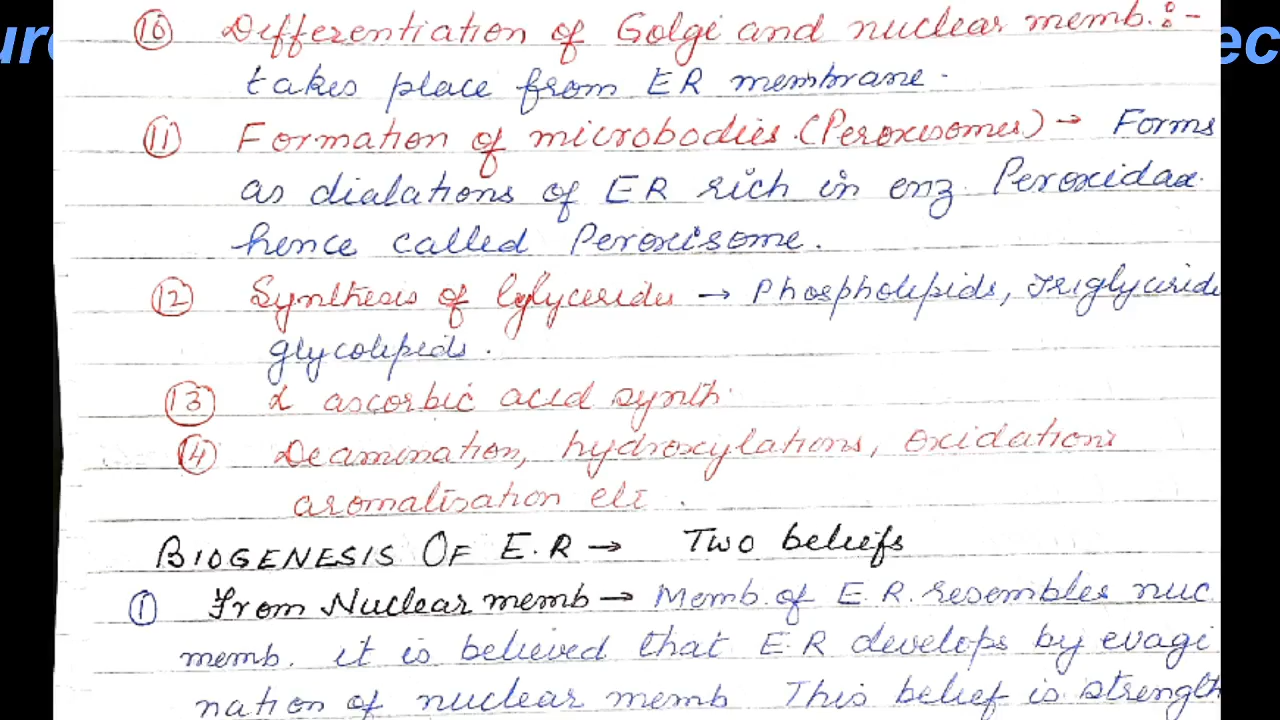 ⑩ Differentiation of Golgi and nuclear memb. :-
takes place from ER membrane.
⑪ Formation of microbodies. (Peroxisomes) → Forms
as dialations of ER rich in enz. Peroxidase.
hence called Peroxisome.
⑫ Synthesis of → Phospholipids, Triglyceride
glycolipids.
⑬ ascorbic acid synth.
⑭ Deamination, hydroxylations, oxidations
aromatisation etc.
BIOGENESIS OF E.R → Two beliefs
① From Nuclear memb → Memb. of E.R. resembles nuc.
memb. it is believed that E.R develops by evagi
nation of nuclear memb This belief is strength
ec